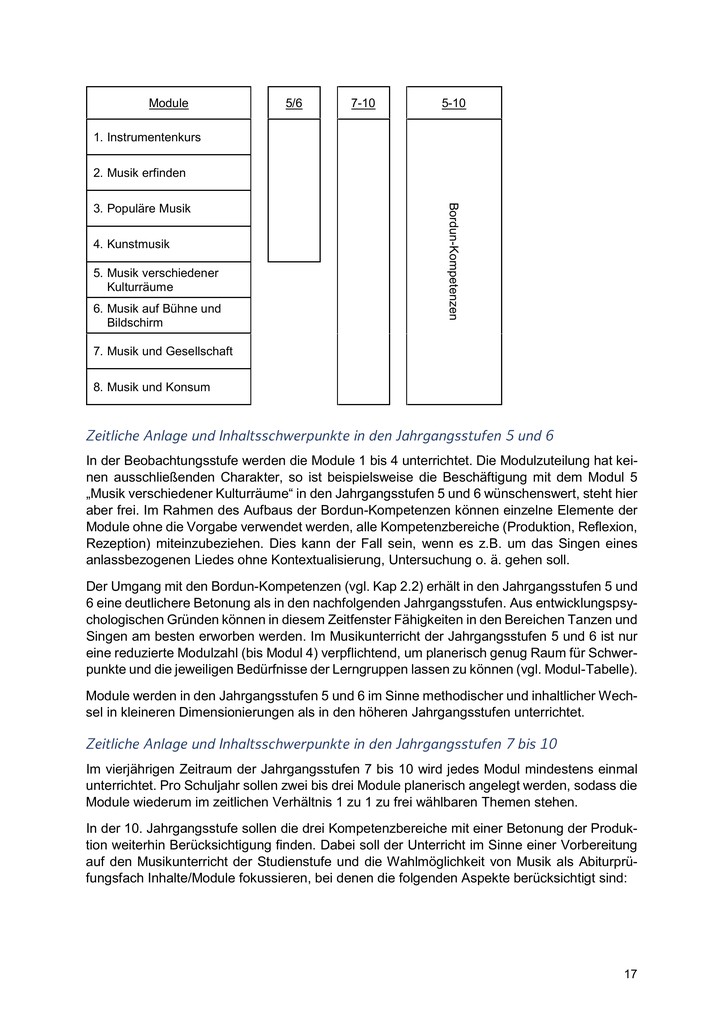 Module 5/6 7-10 5-10
1. Instrumentenkurs
2. Musik erfinden
3. Populäre Musik
4. Kunstmusik
5. Musik verschiedener
Kulturräume
6. Musik auf Bühne und
Bildschirm
7. Musik und Gesellschaft
8. Musik und Konsum
Bordun-Kompetenzen
Zeitliche Anlage und Inhaltsschwerpunkte in den Jahrgangsstufen 5 und 6
In der Beobachtungsstufe werden die Module 1 bis 4 unterrichtet. Die Modulzuteilung hat kei-
nen ausschließenden Charakter, so ist beispielsweise die Beschäftigung mit dem Modul 5
„Musik verschiedener Kulturräume“ in den Jahrgangsstufen 5 und 6 wünschenswert, steht hier
aber frei. Im Rahmen des Aufbaus der Bordun-Kompetenzen können einzelne Elemente der
Module ohne die Vorgabe verwendet werden, alle Kompetenzbereiche (Produktion, Reflexion,
Rezeption) miteinzubeziehen. Dies kann der Fall sein, wenn es z.B. um das Singen eines
anlassbezogenen Liedes ohne Kontextualisierung, Untersuchung o. ä. gehen soll.
Der Umgang mit den Bordun-Kompetenzen (vgl. Kap 2.2) erhält in den Jahrgangsstufen 5 und
6 eine deutlichere Betonung als in den nachfolgenden Jahrgangsstufen. Aus entwicklungspsy-
chologischen Gründen können in diesem Zeitfenster Fähigkeiten in den Bereichen Tanzen und
Singen am besten erworben werden. Im Musikunterricht der Jahrgangsstufen 5 und 6 ist nur
eine reduzierte Modulzahl (bis Modul 4) verpflichtend, um planerisch genug Raum für Schwer-
punkte und die jeweiligen Bedürfnisse der Lerngruppen lassen zu können (vgl. Modul-Tabelle).
Module werden in den Jahrgangsstufen 5 und 6 im Sinne methodischer und inhaltlicher Wech-
sel in kleineren Dimensionierungen als in den höheren Jahrgangsstufen unterrichtet.
Zeitliche Anlage und Inhaltsschwerpunkte in den Jahrgangsstufen 7 bis 10
Im vierjährigen Zeitraum der Jahrgangsstufen 7 bis 10 wird jedes Modul mindestens einmal
unterrichtet. Pro Schuljahr sollen zwei bis drei Module planerisch angelegt werden, sodass die
Module wiederum im zeitlichen Verhältnis 1 zu 1 zu frei wählbaren Themen stehen.
In der 10. Jahrgangsstufe sollen die drei Kompetenzbereiche mit einer Betonung der Produk-
tion weiterhin Berücksichtigung finden. Dabei soll der Unterricht im Sinne einer Vorbereitung
auf den Musikunterricht der Studienstufe und die Wahlmöglichkeit von Musik als Abiturprü-
fungsfach Inhalte/Module fokussieren, bei denen die folgenden Aspekte berücksichtigt sind:
17